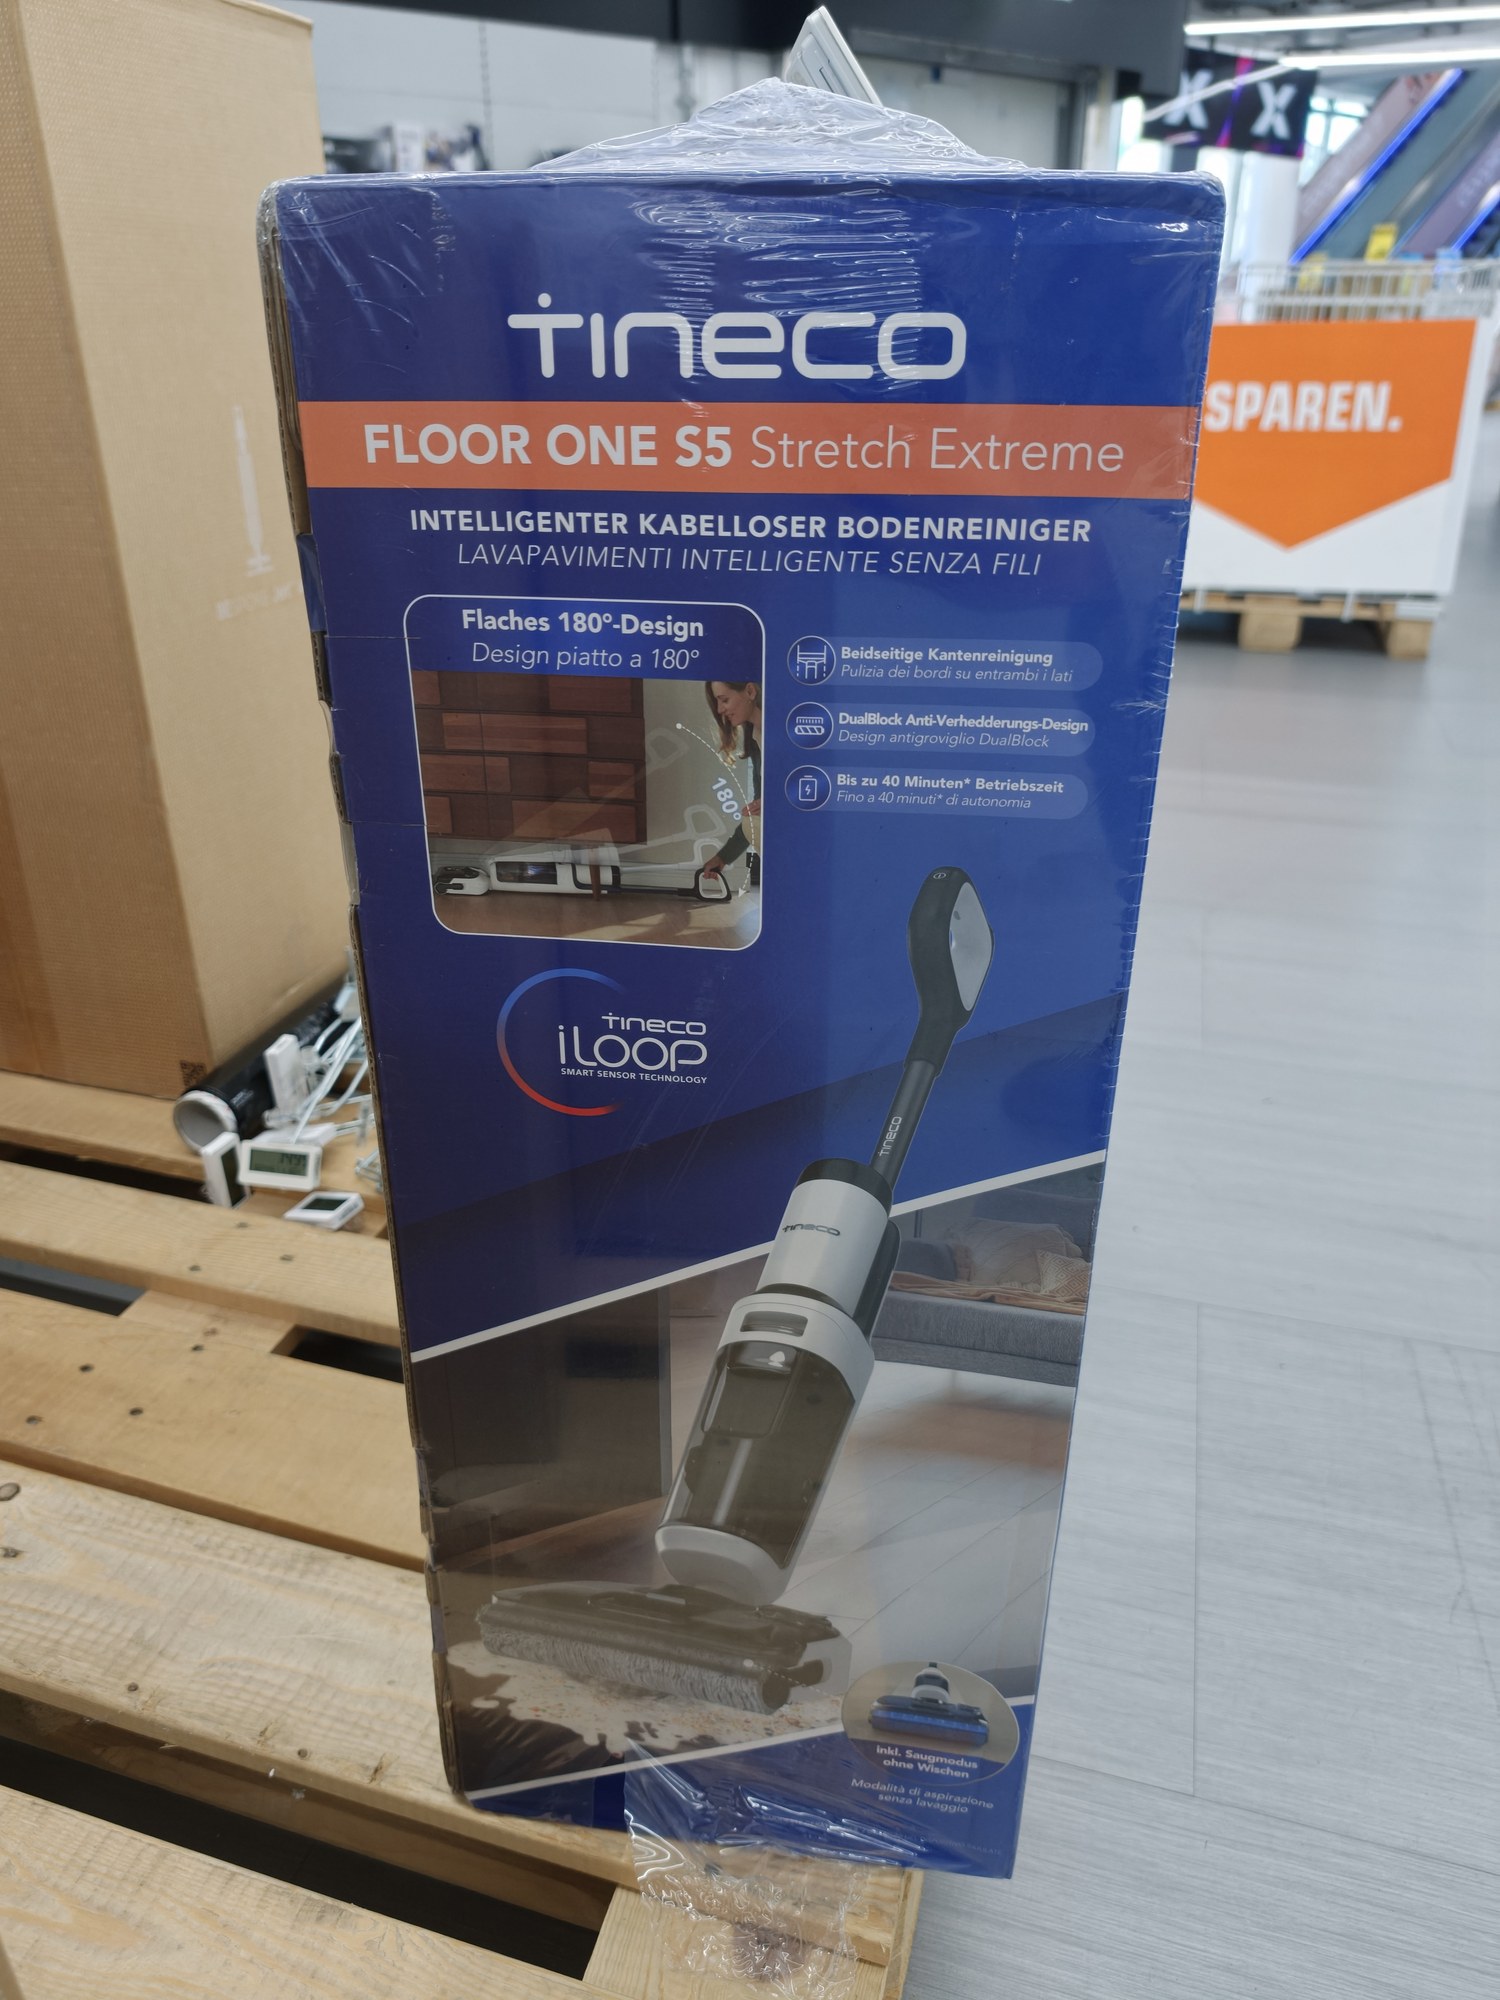 TINECO
FLOOR ONE S5 Stretch Extreme
INTELLIGENTER KABELLOSER BODENREINIGER
LAVAPAVIMENTI INTELLIGENTE SENZA FILI
Flaches 180°-Design
Design piatto a 180°
180°
Beidseitige Kantenreinigung
Pulizia dei bordi su entrambi i lati
DualBlock Anti-Verhedderungs-Design
Design antigroviglio DualBlock
Bis zu 40 Minuten* Betriebszeit
Fino a 40 minuti* di autonomia
TINECO
iLOOP
SMART SENSOR TECHNOLOGY
TINECO
TINECO
inkl. Saugmodus
ohne Wischen
Modalità di aspirazione
senza lavaggio
SPAREN.
X X